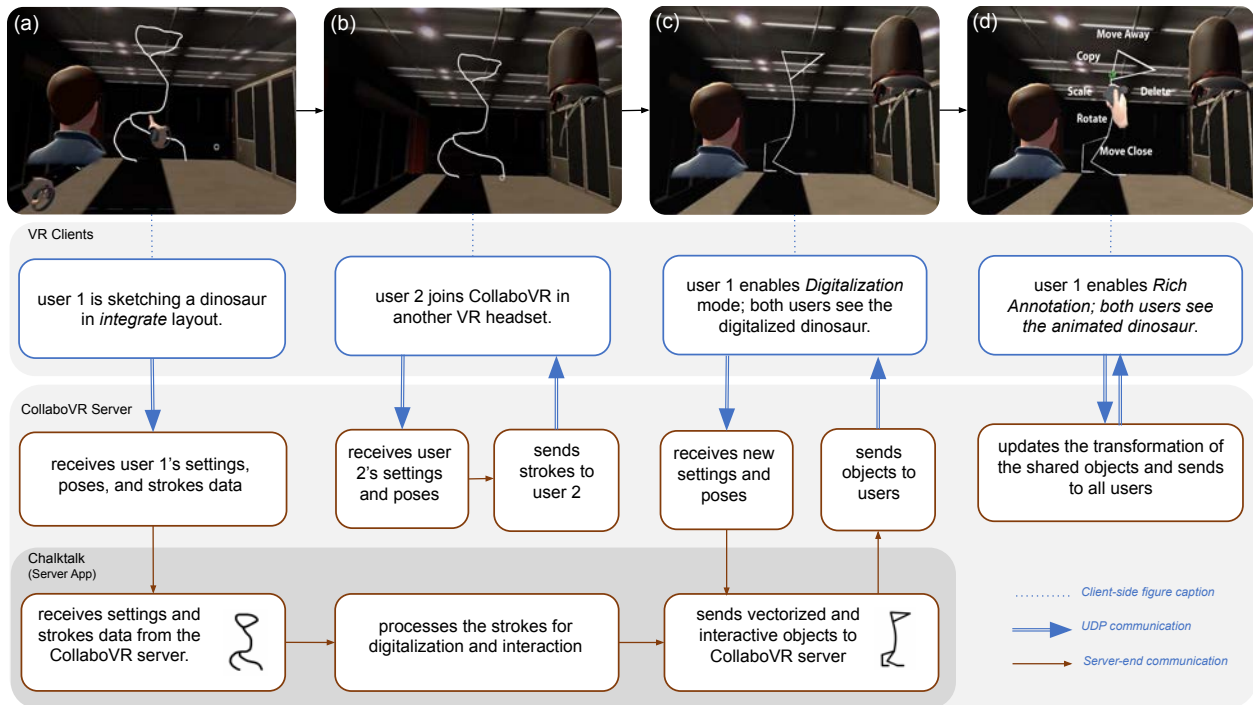 (a)
(b)
(c)
(d)
Move Away
Copy
Scale
Delete
Rotate
Move Close
VR Clients
user 1 is sketching a dinosaur
in integrate layout.
user 2 joins CollaboVR in
another VR headset.
user 1 enables Digitalization
mode; both users see the
digitalized dinosaur.
user 1 enables Rich
Annotation; both users see
the animated dinosaur.
CollaboVR Server
receives user 1's settings,
poses, and strokes data
receives user
2's settings
and poses
sends
strokes to
user 2
receives new
settings and
poses
sends
objects to
users
updates the transformation of
the shared objects and sends
to all users
Chalktalk
(Server App)
receives settings and
strokes data from the
CollaboVR server.
processes the strokes for
digitalization and interaction
sends vectorized and
interactive objects to
CollaboVR server
Client-side figure caption
UDP communication
Server-end communication